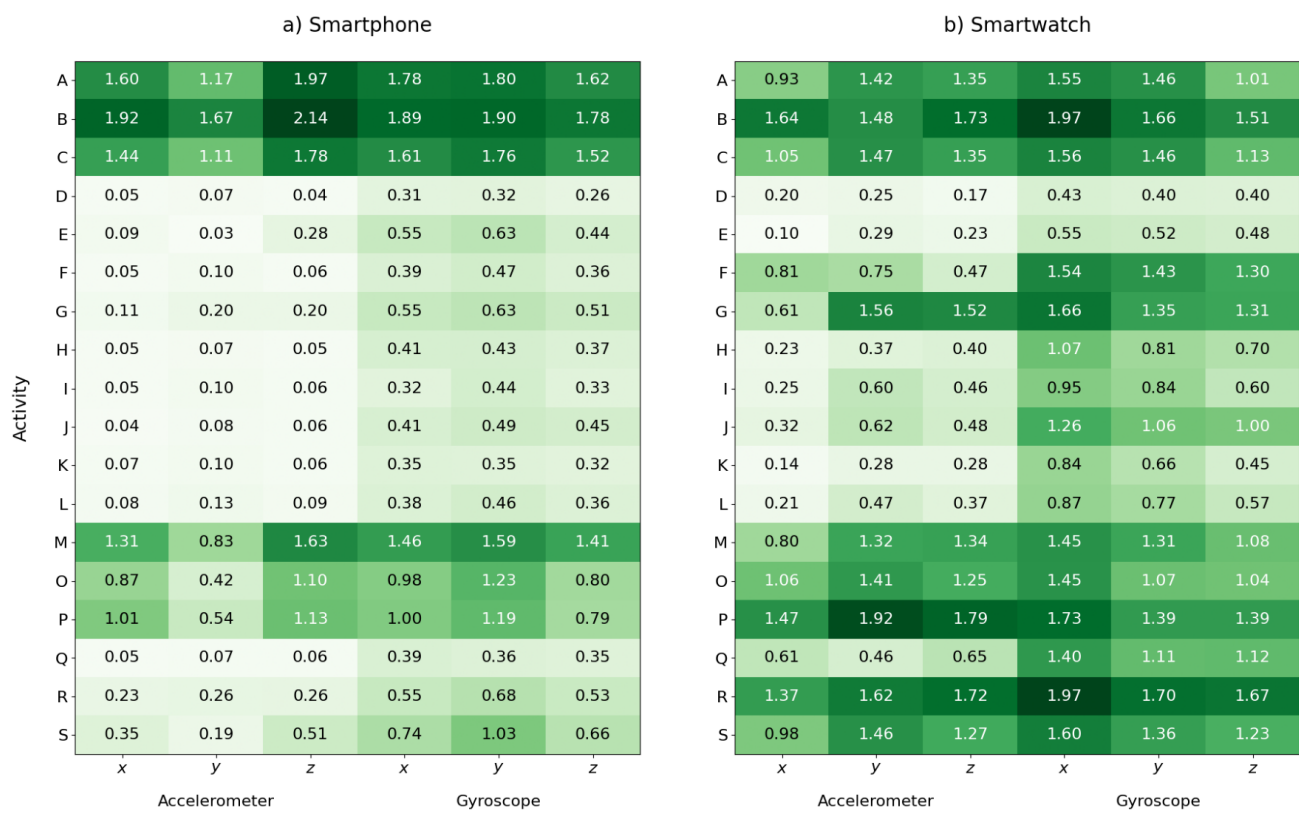 a) Smartphone
b) Smartwatch
A 1.60 1.17 1.97 1.78 1.80 1.62
B 1.92 1.67 2.14 1.89 1.90 1.78
C 1.44 1.11 1.78 1.61 1.76 1.52
D 0.05 0.07 0.04 0.31 0.32 0.26
E 0.09 0.03 0.28 0.55 0.63 0.44
F 0.05 0.10 0.06 0.39 0.47 0.36
G 0.11 0.20 0.20 0.55 0.63 0.51
H 0.05 0.07 0.05 0.41 0.43 0.37
I 0.05 0.10 0.06 0.32 0.44 0.33
J 0.04 0.08 0.06 0.41 0.49 0.45
K 0.07 0.10 0.06 0.35 0.35 0.32
L 0.08 0.13 0.09 0.38 0.46 0.36
M 1.31 0.83 1.63 1.46 1.59 1.41
O 0.87 0.42 1.10 0.98 1.23 0.80
P 1.01 0.54 1.13 1.00 1.19 0.79
Q 0.05 0.07 0.06 0.39 0.36 0.35
R 0.23 0.26 0.26 0.55 0.68 0.53
S 0.35 0.19 0.51 0.74 1.03 0.66
x y z x y z
Accelerometer Gyroscope
Activity
A 0.93 1.42 1.35 1.55 1.46 1.01
B 1.64 1.48 1.73 1.97 1.66 1.51
C 1.05 1.47 1.35 1.56 1.46 1.13
D 0.20 0.25 0.17 0.43 0.40 0.40
E 0.10 0.29 0.23 0.55 0.52 0.48
F 0.81 0.75 0.47 1.54 1.43 1.30
G 0.61 1.56 1.52 1.66 1.35 1.31
H 0.23 0.37 0.40 1.07 0.81 0.70
I 0.25 0.60 0.46 0.95 0.84 0.60
J 0.32 0.62 0.48 1.26 1.06 1.00
K 0.14 0.28 0.28 0.84 0.66 0.45
L 0.21 0.47 0.37 0.87 0.77 0.57
M 0.80 1.32 1.34 1.45 1.31 1.08
O 1.06 1.41 1.25 1.45 1.07 1.04
P 1.47 1.92 1.79 1.73 1.39 1.39
Q 0.61 0.46 0.65 1.40 1.11 1.12
R 1.37 1.62 1.72 1.97 1.70 1.67
S 0.98 1.46 1.27 1.60 1.36 1.23
x y z x y z
Accelerometer Gyroscope